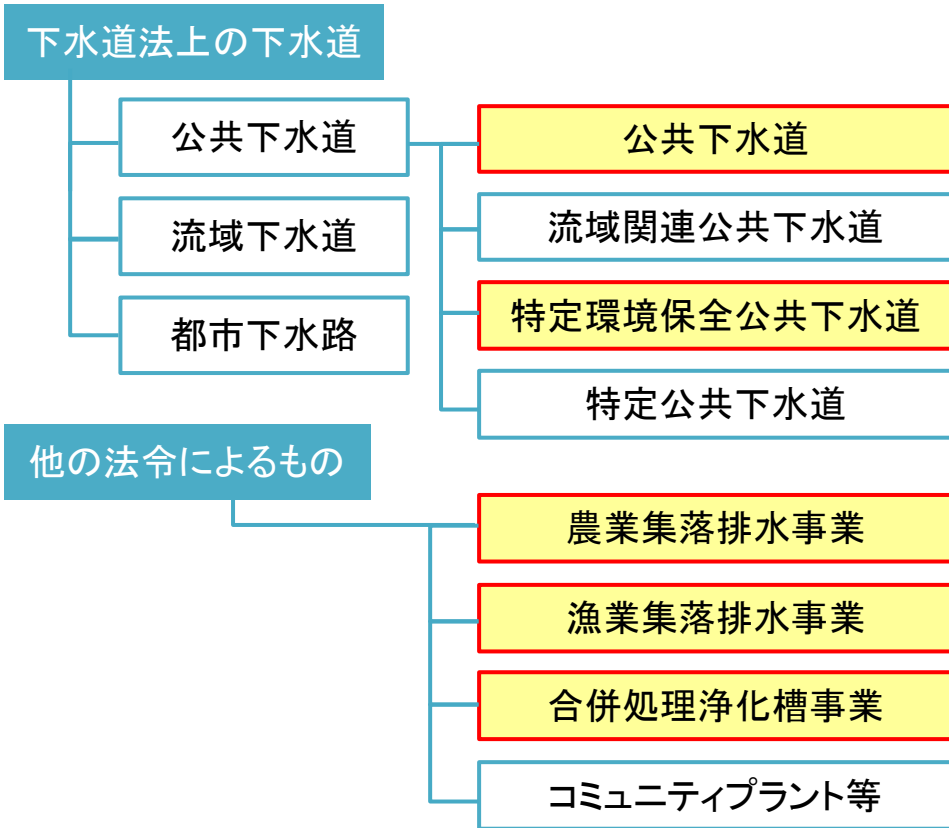 下水道法上の下水道
公共下水道
流域下水道
都市下水路
公共下水道
流域関連公共下水道
特定環境保全公共下水道
特定公共下水道
他の法令によるもの
農業集落排水事業
漁業集落排水事業
合併処理浄化槽事業
コミュニティプラント等